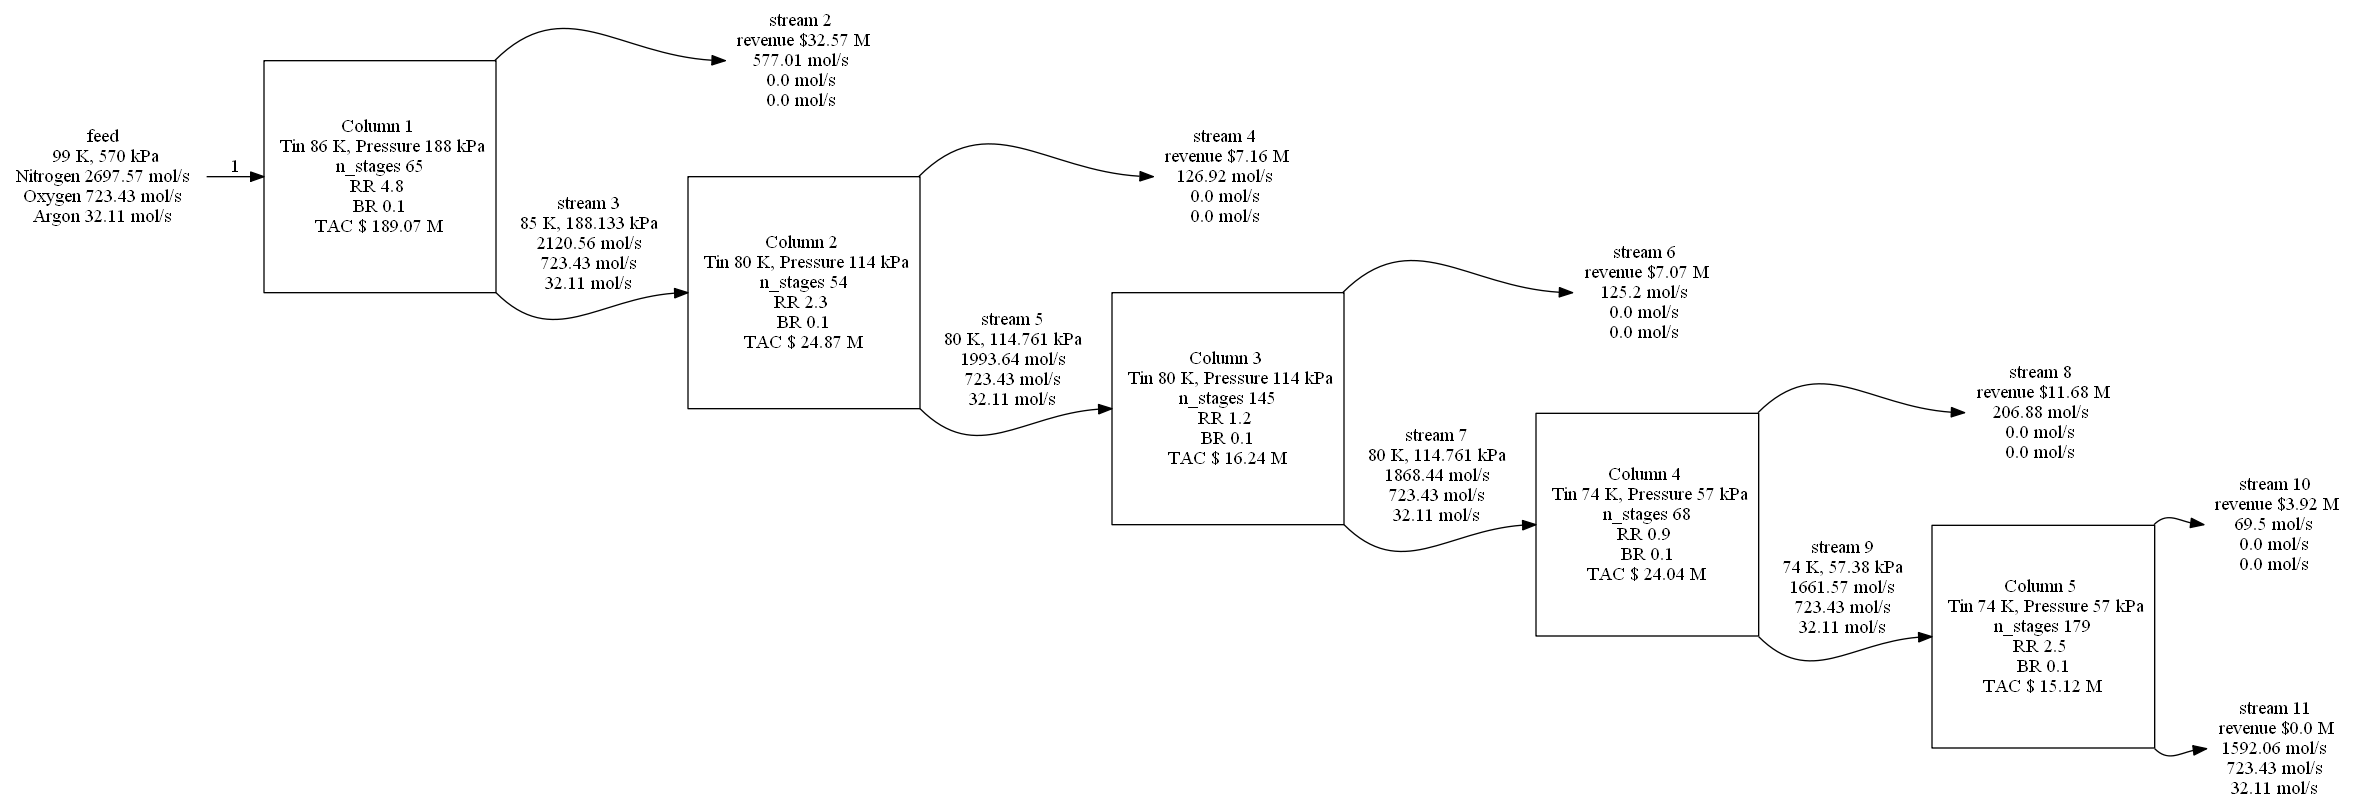 feed
99 K, 570 kPa
Nitrogen 2697.57 mol/s
Oxygen 723.43 mol/s
Argon 32.11 mol/s
1
Column 1
Tin 86 K, Pressure 188 kPa
n_stages 65
RR 4.8
BR 0.1
TAC $ 189.07 M
stream 2
revenue $32.57 M
577.01 mol/s
0.0 mol/s
0.0 mol/s
stream 3
85 K, 188.133 kPa
2120.56 mol/s
723.43 mol/s
32.11 mol/s
Column 2
Tin 80 K, Pressure 114 kPa
n_stages 54
RR 2.3
BR 0.1
TAC $ 24.87 M
stream 4
revenue $7.16 M
126.92 mol/s
0.0 mol/s
0.0 mol/s
stream 5
80 K, 114.761 kPa
1993.64 mol/s
723.43 mol/s
32.11 mol/s
Column 3
Tin 80 K, Pressure 114 kPa
n_stages 145
RR 1.2
BR 0.1
TAC $ 16.24 M
stream 6
revenue $7.07 M
125.2 mol/s
0.0 mol/s
0.0 mol/s
stream 7
80 K, 114.761 kPa
1868.44 mol/s
723.43 mol/s
32.11 mol/s
Column 4
Tin 74 K, Pressure 57 kPa
n_stages 68
RR 0.9
BR 0.1
TAC $ 24.04 M
stream 8
revenue $11.68 M
206.88 mol/s
0.0 mol/s
0.0 mol/s
stream 9
74 K, 57.38 kPa
1661.57 mol/s
723.43 mol/s
32.11 mol/s
Column 5
Tin 74 K, Pressure 57 kPa
n_stages 179
RR 2.5
BR 0.1
TAC $ 15.12 M
stream 10
revenue $3.92 M
69.5 mol/s
0.0 mol/s
0.0 mol/s
stream 11
revenue $0.0 M
1592.06 mol/s
723.43 mol/s
32.11 mol/s